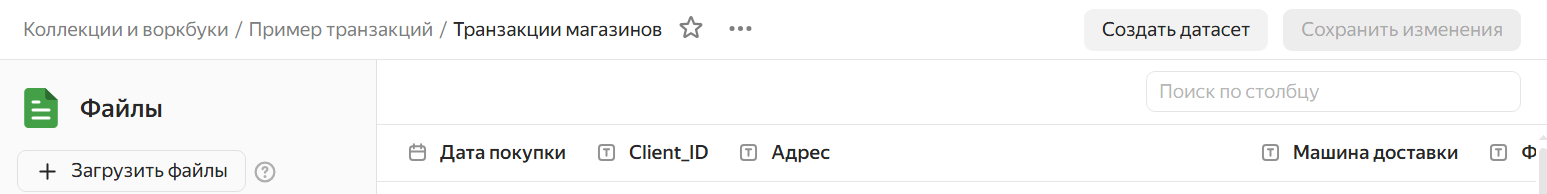 Коллекции и воркбуки / Пример транзакций / Транзакции магазинов
Создать датасет
Сохранить изменения
Файлы
Поиск по столбцу
Загрузить файлы
Дата покупки
Client_ID
Адрес
Машина доставки